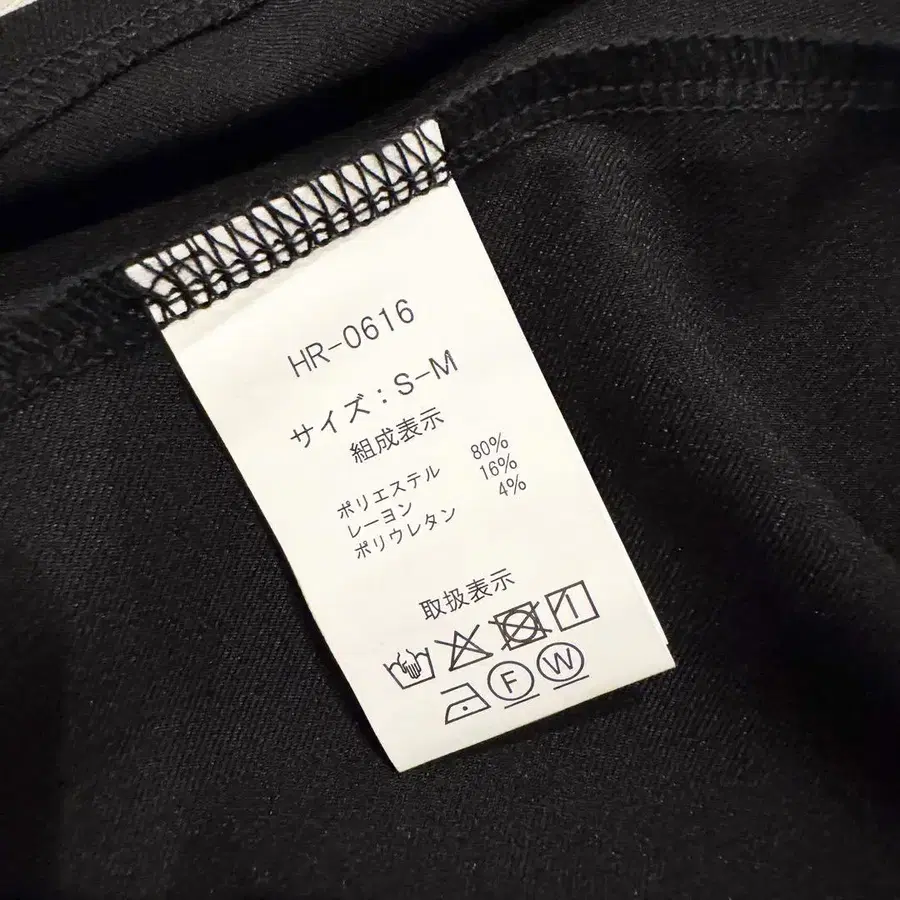 HR-0616
サイズ：S-M
組成表示
ポリエステル 80%
レーヨン 16%
ポリウレタン 4%
取扱表示
F W